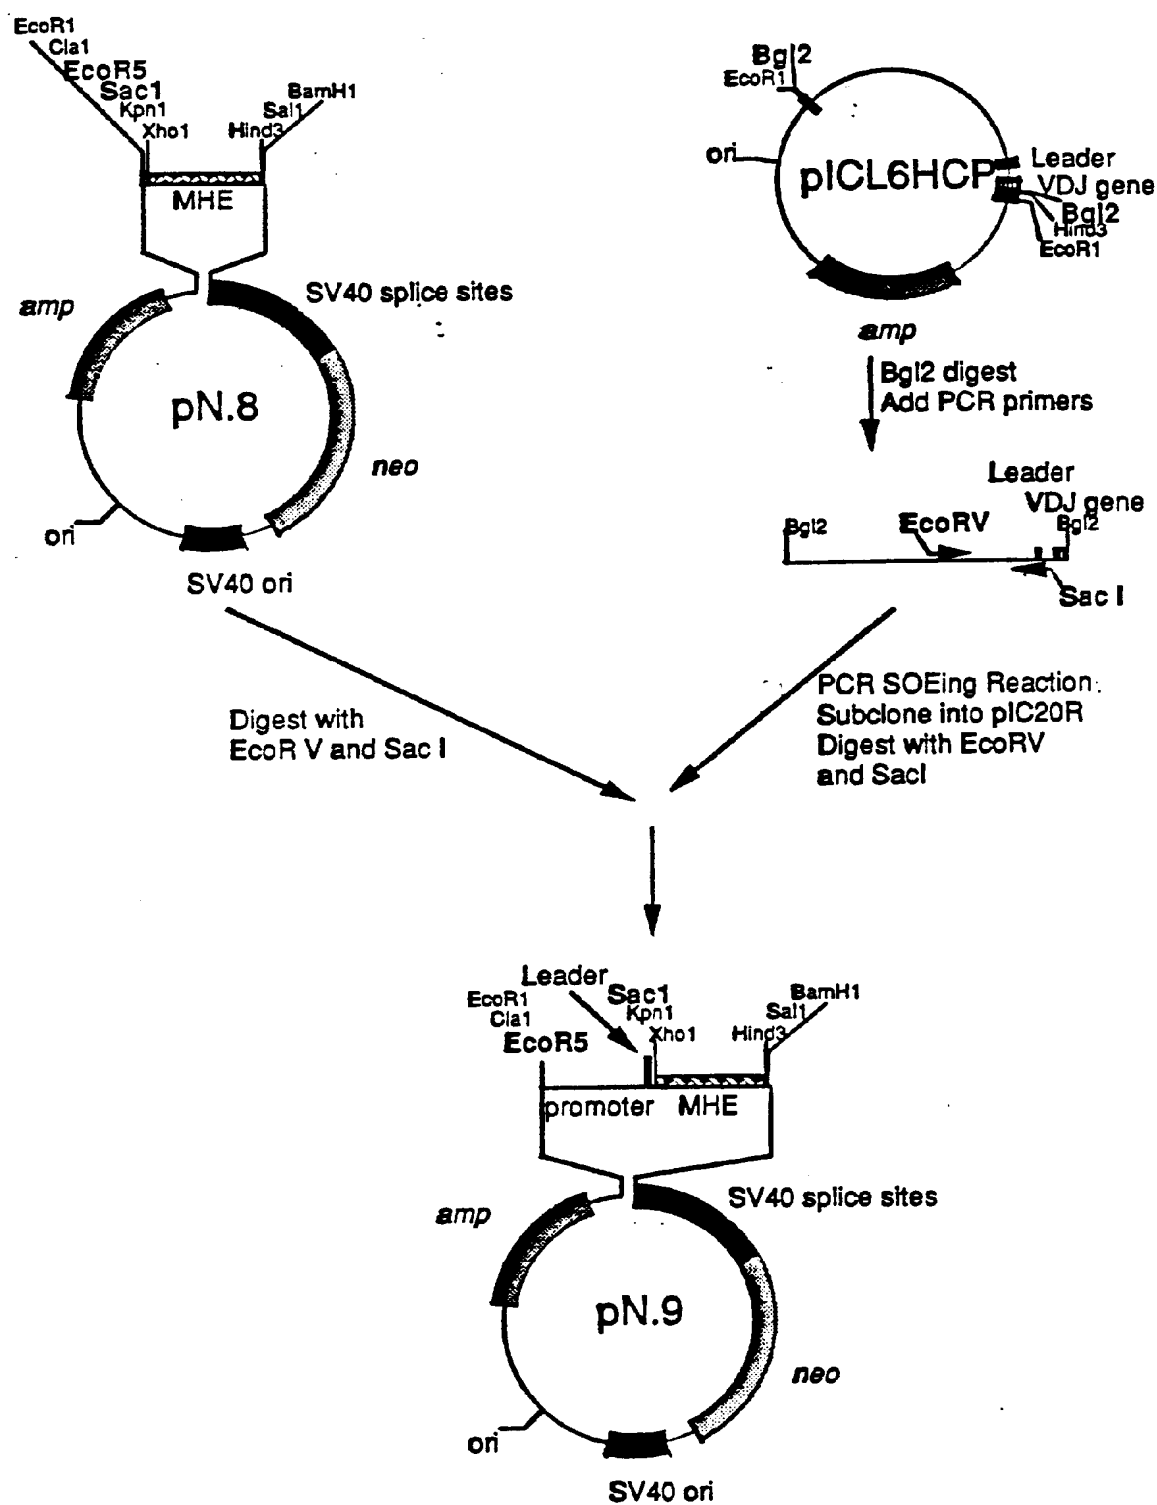 EcoR1
Cla1
EcoR5
Sac1
Kpn1
Xho1
BamH1
Sal1
Hind3
MHE
amp
SV40 splice sites
pN.8
neo
ori
SV40 ori
Bgl2
EcoR1
ori
pICL6HCP
Leader
VDJ gene
Bgl2
Hind3
EcoR1
amp
Bgl2 digest
Add PCR primers
Leader
VDJ gene
Bgl2
EcoRV
Bgl2
Sac I
Digest with
EcoR V and Sac I
PCR SOEing Reaction
Subclone into pIC20R
Digest with EcoRV
and SacI
Leader
EcoR1
Cla1
EcoR5
Sac1
Kpn1
Xho1
BamH1
Sal1
Hind3
promoter
MHE
amp
SV40 splice sites
pN.9
neo
ori
SV40 ori